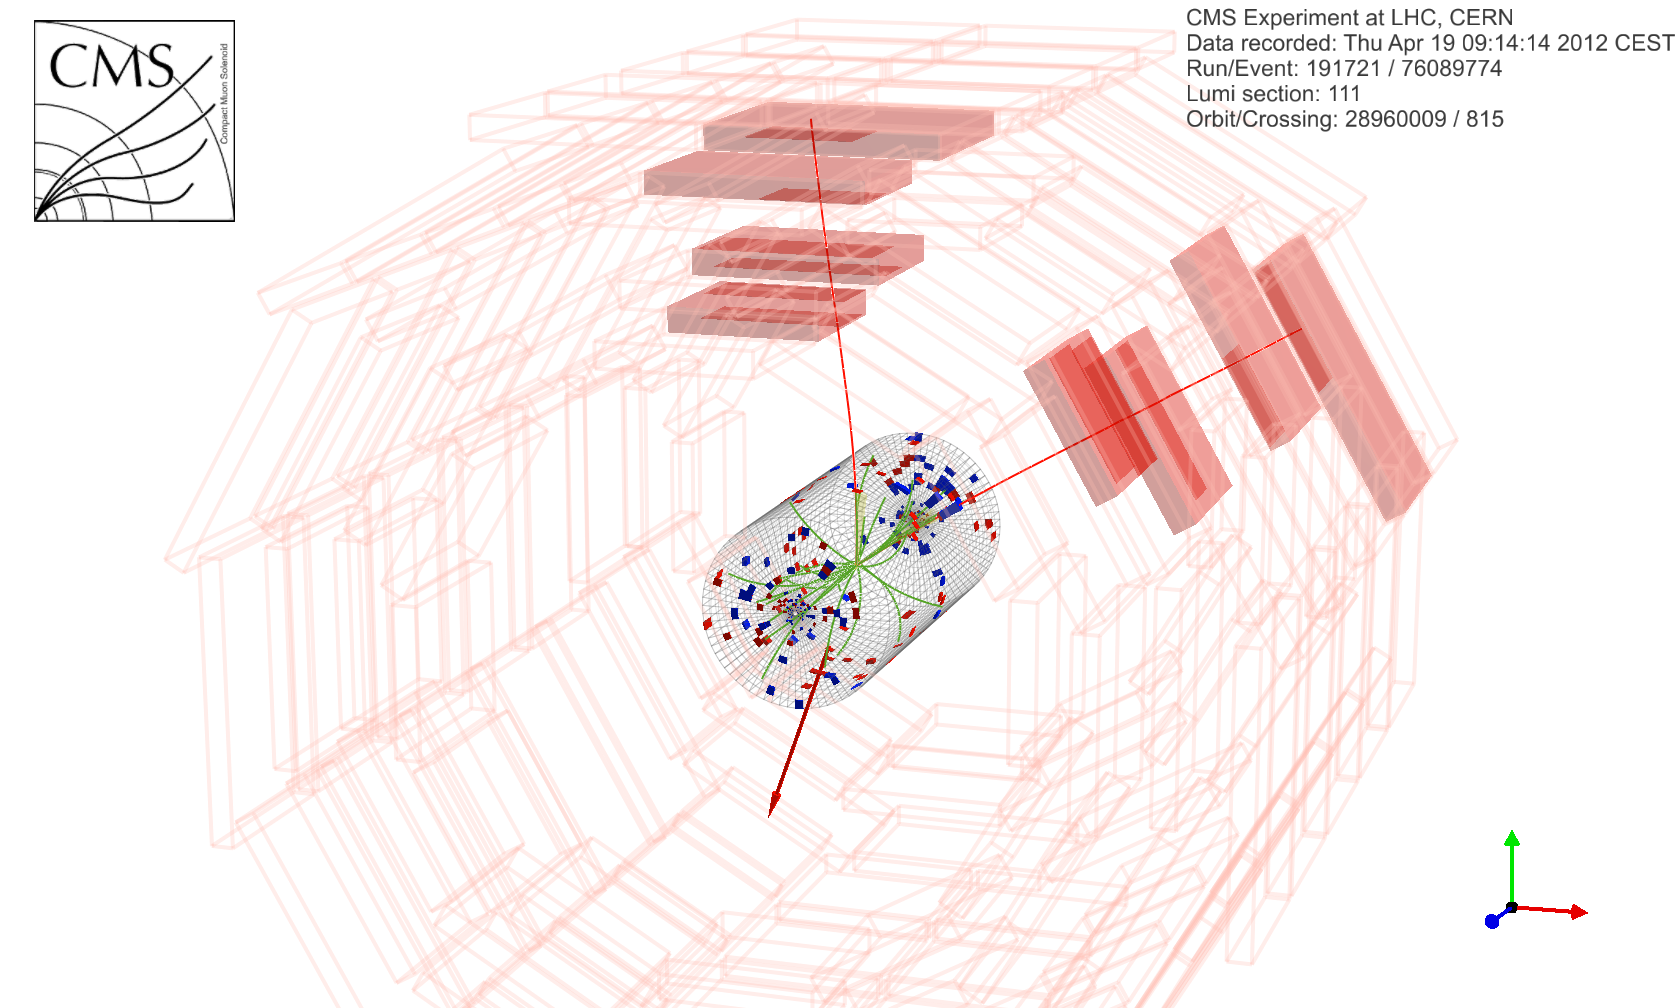 CMS
Compact Muon Solenoid
CMS Experiment at LHC, CERN
Data recorded: Thu Apr 19 09:14:14 2012 CEST
Run/Event: 191721 / 76089774
Lumi section: 111
Orbit/Crossing: 28960009 / 815